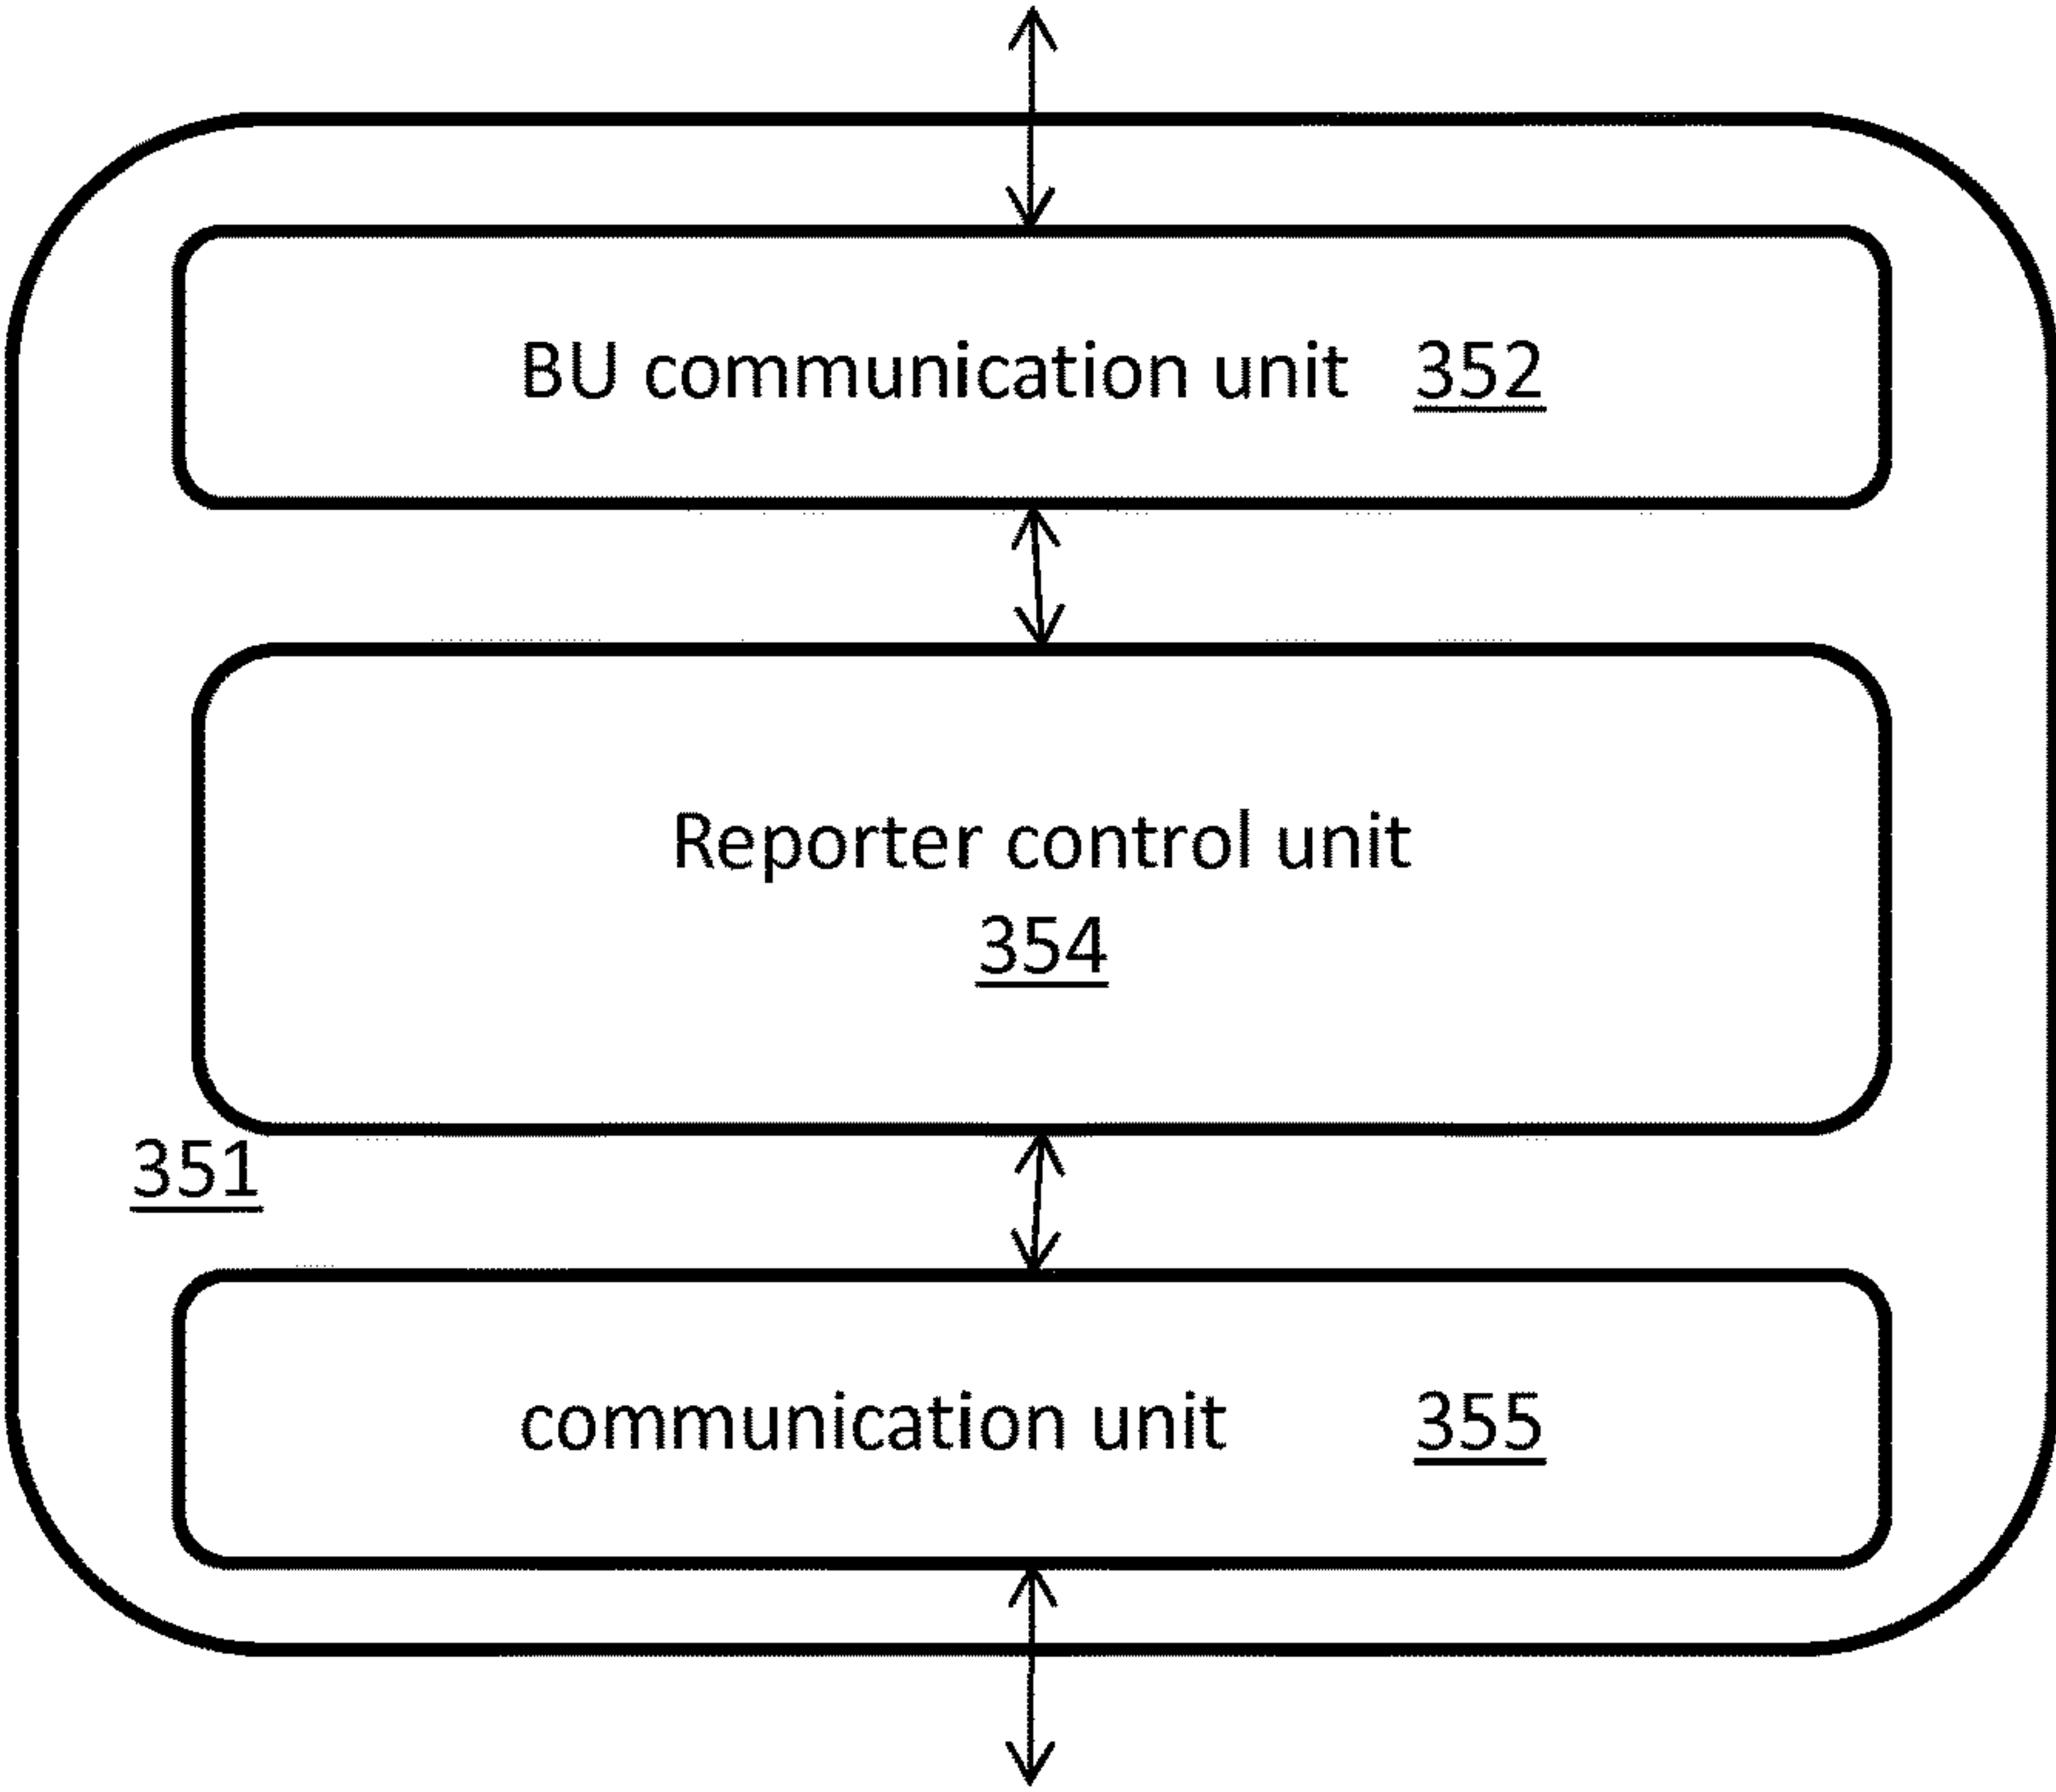 BU communication unit 352
Reporter control unit
354
351
communication unit 355